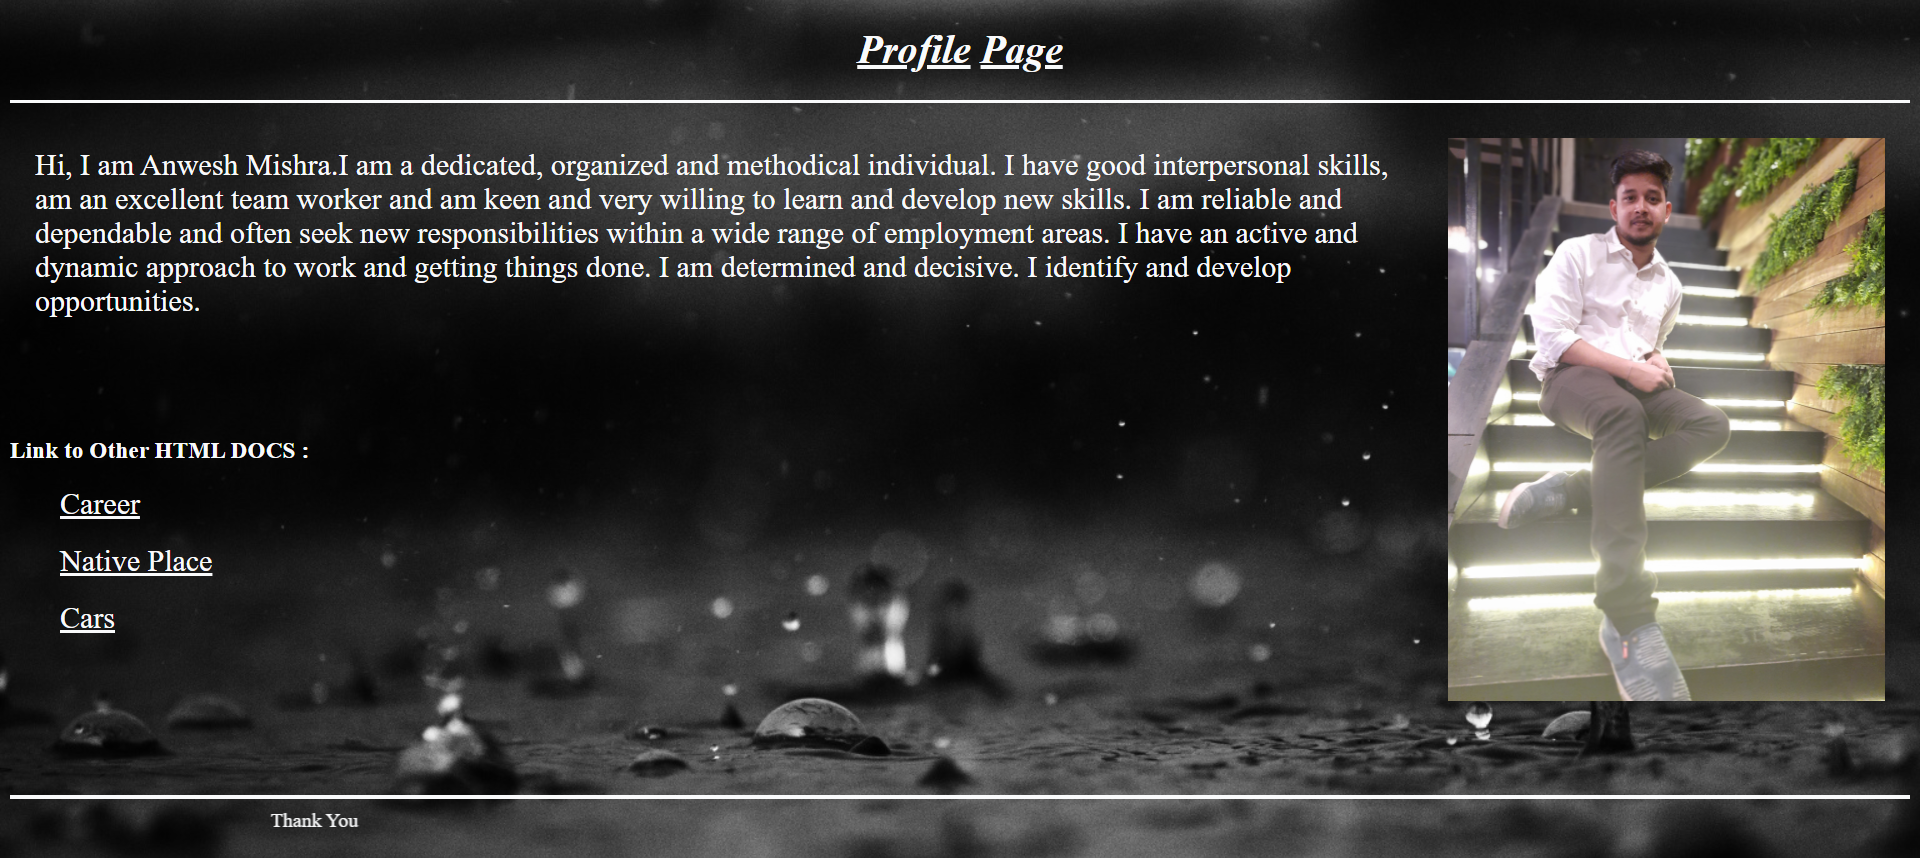 Profile Page
Hi, I am Anwesh Mishra.I am a dedicated, organized and methodical individual. I have good interpersonal skills,
am an excellent team worker and am keen and very willing to learn and develop new skills. I am reliable and
dependable and often seek new responsibilities within a wide range of employment areas. I have an active and
dynamic approach to work and getting things done. I am determined and decisive. I identify and develop
opportunities.
Link to Other HTML DOCS :
Career
Native Place
Cars
Thank You